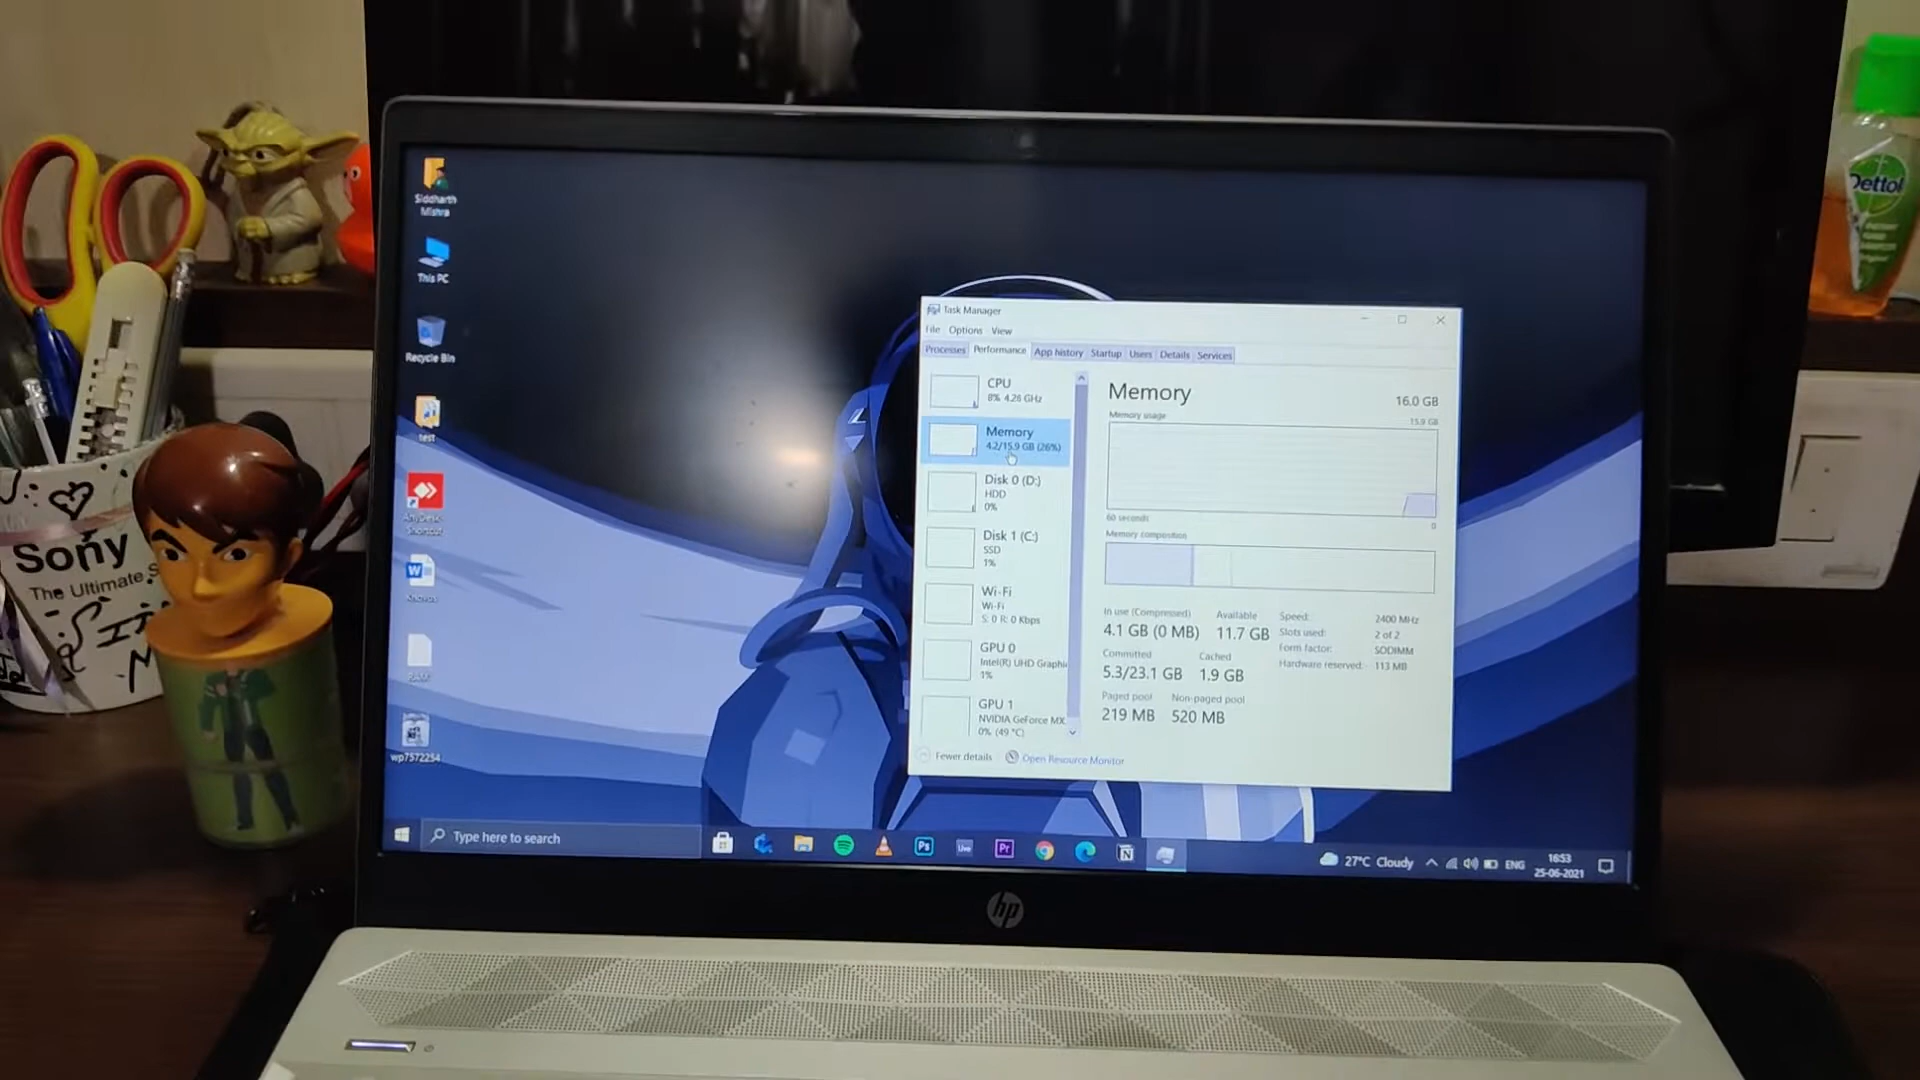 Siddharth
Mishra
This PC
Recycle Bin
test
AnyDesk
Shortcut
RAM
wp7572254
Task Manager
File Options View
Processes Performance App history Startup Users Details Services
CPU
8% 4.26 GHz
Memory
4.2/15.9 GB (26%)
Disk 0 (D:)
HDD
0%
Disk 1 (C:)
SSD
1%
Wi-Fi
Wi-Fi
S: 0 R: 0 Kbps
GPU 0
Intel(R) UHD Graphi
1%
GPU 1
NVIDIA GeForce MX
0% (49 °C)
Memory 16.0 GB
Memory usage 15.9 GB
60 seconds 0
Memory composition
In use (Compressed) Available
4.1 GB (0 MB) 11.7 GB
Committed Cached
5.3/23.1 GB 1.9 GB
Paged pool Non-paged pool
219 MB 520 MB
Speed: 2400 MHz
Slots used: 2 of 2
Form factor: SODIMM
Hardware reserved: 113 MB
Fewer details Open Resource Monitor
Type here to search
Ps
Pr
27°C Cloudy
ENG
16:53
25-06-2021
hp
Sony
The Ultimate
Dettol